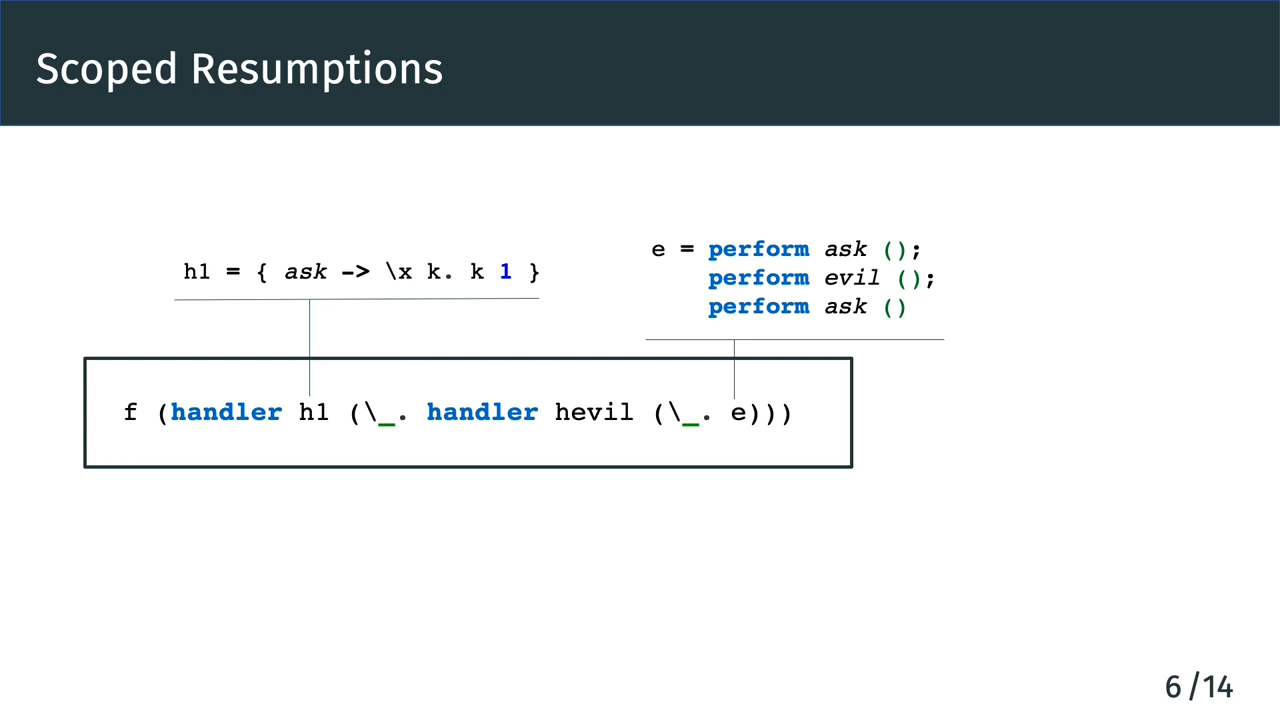 Scoped Resumptions
h1 = { ask -> \x k. k 1 }
e = perform ask ();
perform evil ();
perform ask ()
f (handler h1 (\_. handler hevil (\_. e)))
6/14